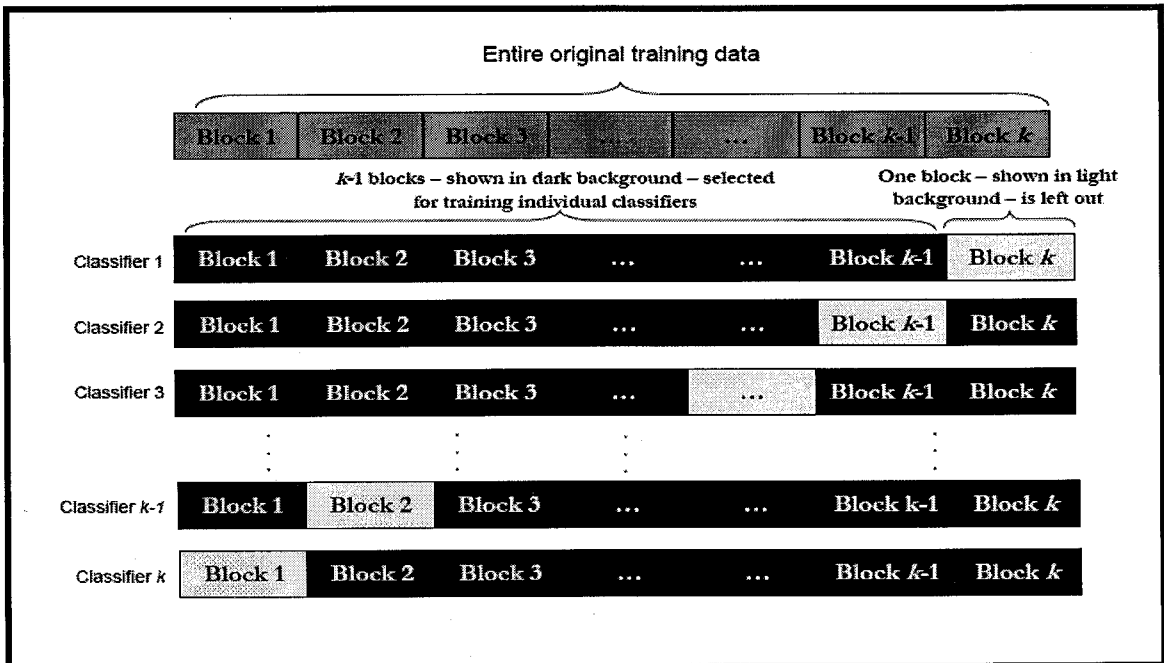 Entire original training data
Block 1 Block 2 Block 3 ... ... Block k-1 Block k
k-1 blocks – shown in dark background – selected
for training individual classifiers
One block – shown in light
background – is left out
Classifier 1 Block 1 Block 2 Block 3 ... ... Block k-1 Block k
Classifier 2 Block 1 Block 2 Block 3 ... ... Block k-1 Block k
Classifier 3 Block 1 Block 2 Block 3 ... ... Block k-1 Block k
Classifier k-1 Block 1 Block 2 Block 3 ... ... Block k-1 Block k
Classifier k Block 1 Block 2 Block 3 ... ... Block k-1 Block k